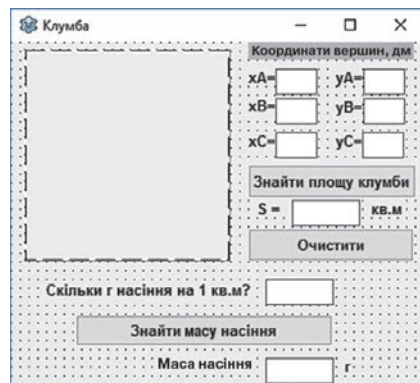 Клумба
Координати вершин, дм
xA= yA=
xB= yB=
xC= yC=
Знайти площу клумби
S = кв.м
Очистити
Скільки г насіння на 1 кв.м?
Знайти масу насіння
Маса насіння г